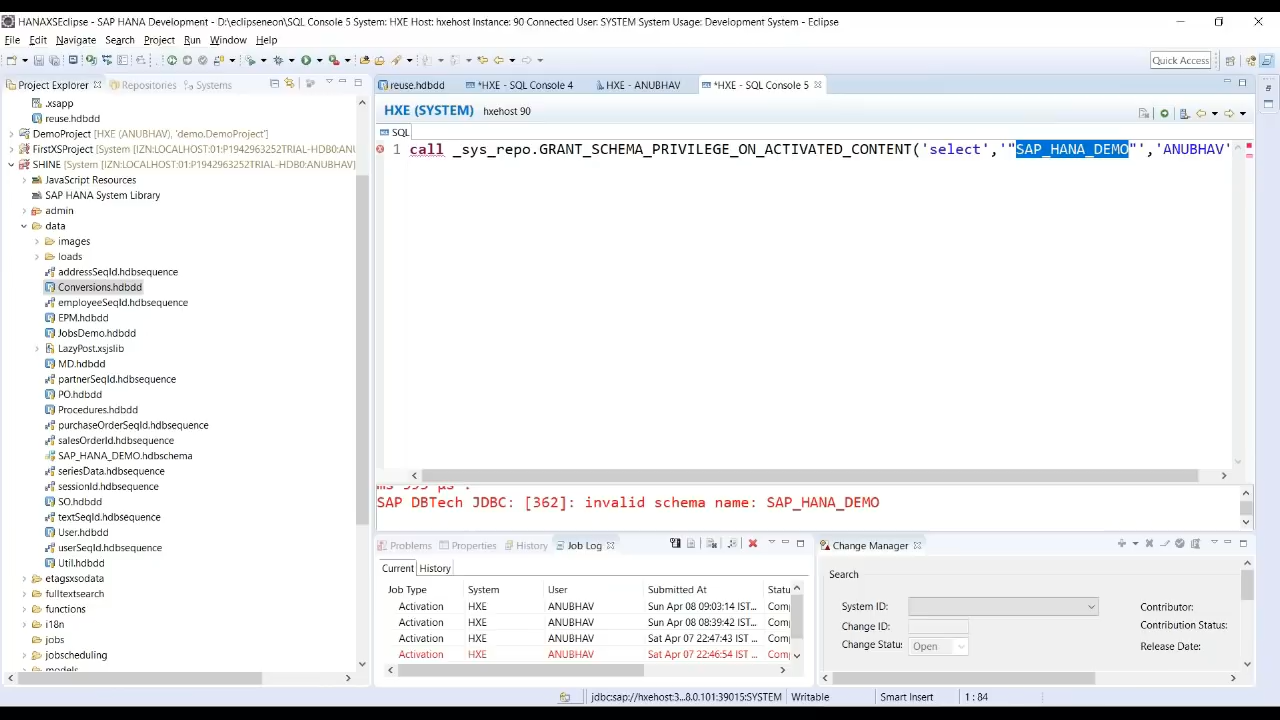 HANAXSEclipse - SAP HANA Development - D:\eclipseneon\SQL Console 5 System: HXE Host: hxehost Instance: 90 Connected User: SYSTEM System Usage: Development System - Eclipse
File Edit Navigate Search Project Run Window Help
Quick Access
Project Explorer Repositories Systems
reuse.hdbdd *HXE - SQL Console 4 HXE - ANUBHAV *HXE - SQL Console 5
.xsapp
reuse.hdbdd
DemoProject [HXE (ANUBHAV), 'demo.DemoProject']
FirstXSProject [System [IZN:LOCALHOST:01:P1942963252TRIAL-HDB0:ANUBHAV)
SHINE [System [IZN:LOCALHOST:01:P1942963252TRIAL-HDB0:ANUBHAV)]
JavaScript Resources
SAP HANA System Library
admin
data
images
loads
addressSeqId.hdbsequence
Conversions.hdbdd
employeeSeqId.hdbsequence
EPM.hdbdd
JobsDemo.hdbdd
LazyPost.xsjslib
MD.hdbdd
partnerSeqId.hdbsequence
PO.hdbdd
Procedures.hdbdd
purchaseOrderSeqId.hdbsequence
salesOrderId.hdbsequence
SAP_HANA_DEMO.hdbschema
seriesData.hdbsequence
sessionId.hdbsequence
SO.hdbdd
textSeqId.hdbsequence
User.hdbdd
userSeqId.hdbsequence
Util.hdbdd
etagsxsodata
fulltextsearch
functions
i18n
jobs
jobscheduling
models
HXE (SYSTEM) hxehost 90
SQL
1 call _sys_repo.GRANT_SCHEMA_PRIVILEGE_ON_ACTIVATED_CONTENT('select','"SAP_HANA_DEMO"','ANUBHAV'
SAP DBTech JDBC: [362]: invalid schema name: SAP_HANA_DEMO
Problems Properties History Job Log
Current History
Job Type System User Submitted At Statu
Activation HXE ANUBHAV Sun Apr 08 09:03:14 IST... Comp
Activation HXE ANUBHAV Sun Apr 08 08:39:42 IST... Comp
Activation HXE ANUBHAV Sat Apr 07 22:47:43 IST ... Comp
Activation HXE ANUBHAV Sat Apr 07 22:46:54 IST ... Comp
Change Manager
Search
System ID:
Change ID:
Change Statu: Open
Contributor:
Contribution Status:
Release Date:
jdbc:sap://hxehost:3...8.0.101:39015:SYSTEM Writable Smart Insert 1 : 84